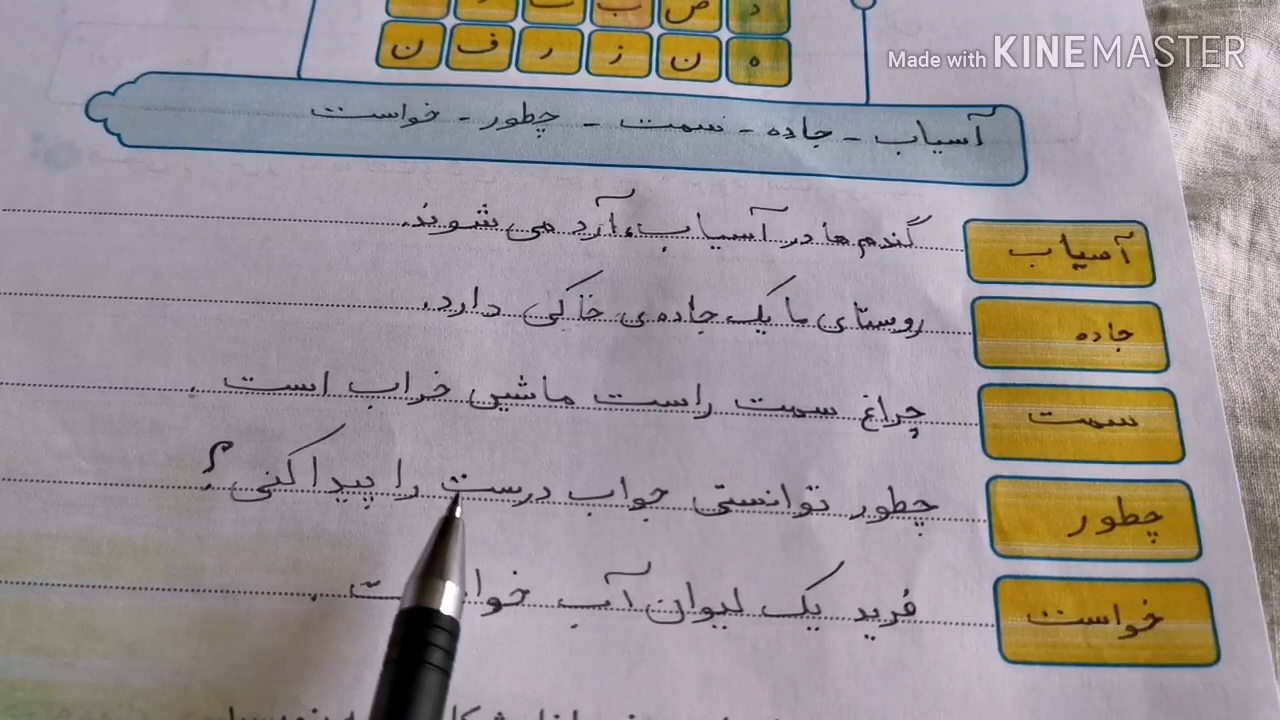 Made with KINEMASTER
ه ن ز ر ف ن
آسیاب - جاده - سمت - چطور - خواست
آسیاب گندم ها در آسیاب، آرد می شوند.
جاده روستای ما یک جاده ی خاکی دارد.
سمت چراغ سمت راست ماشین خراب است.
چطور چطور توانستی جواب درست را پیدا کنی؟
خواست فرید یک لیوان آب